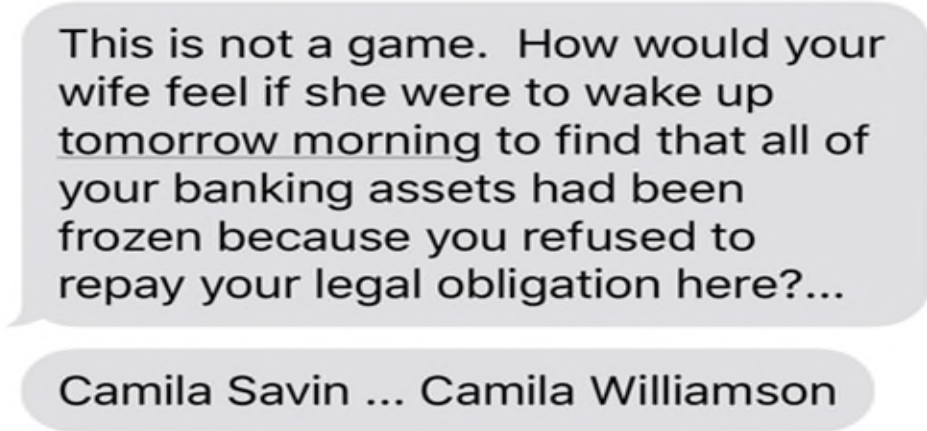 This is not a game.  How would your
wife feel if she were to wake up
tomorrow morning to find that all of
your banking assets had been
frozen because you refused to
repay your legal obligation here?...
Camila Savin ... Camila Williamson